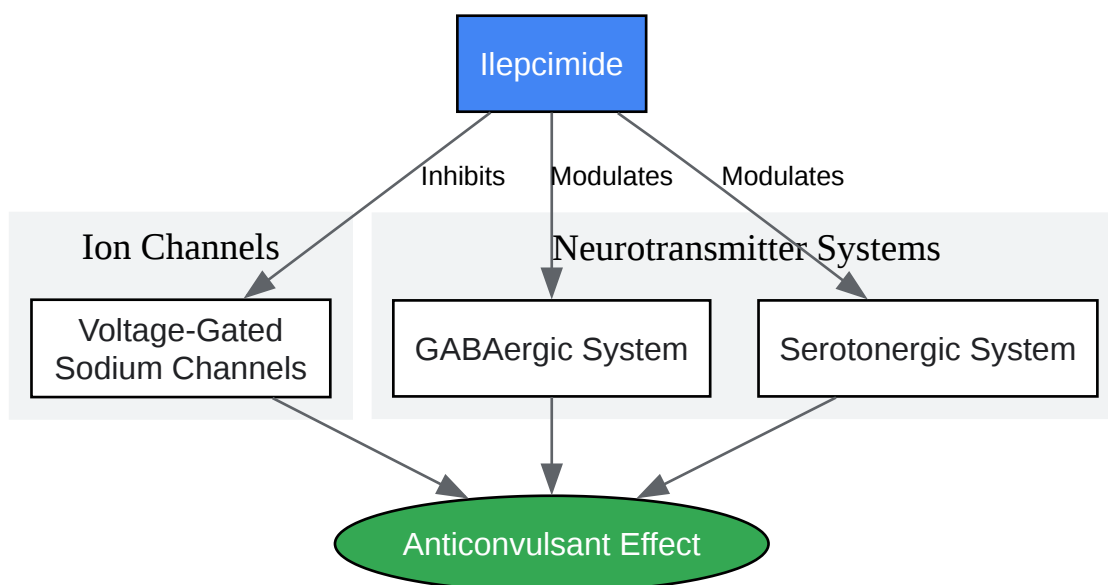 Ilepcimide
Inhibits
Modulates
Modulates
Ion Channels
Neurotransmitter Systems
Voltage-Gated
Sodium Channels
GABAergic System
Serotonergic System
Anticonvulsant Effect